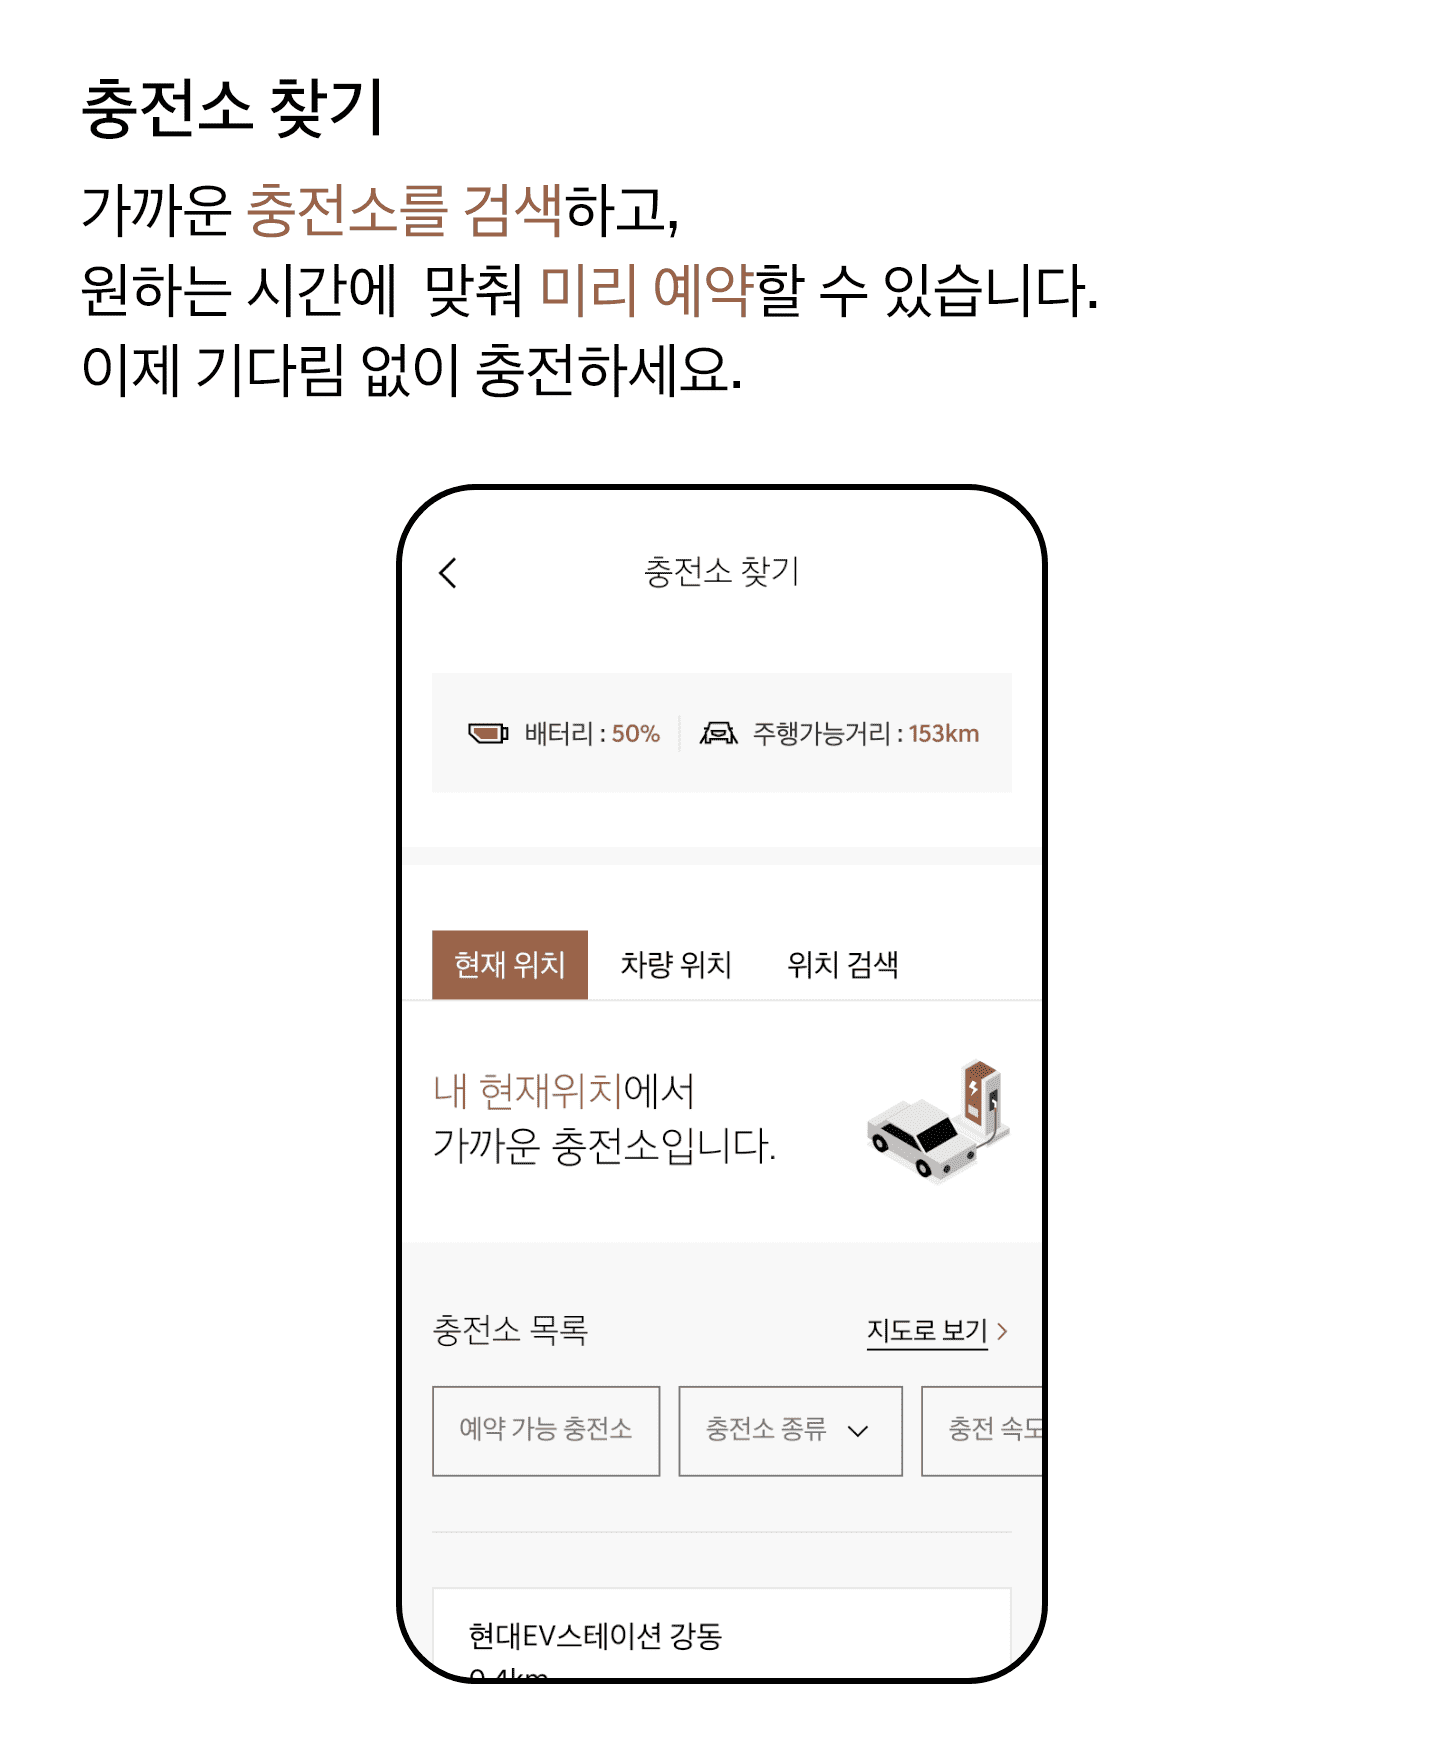 충전소 찾기
가까운 충전소를 검색하고,
원하는 시간에 맞춰 미리 예약할 수 있습니다.
이제 기다림 없이 충전하세요.
충전소 찾기
배터리 : 50% 주행가능거리 : 153km
현재 위치 차량 위치 위치 검색
내 현재위치에서
가까운 충전소입니다.
충전소 목록 지도로 보기
예약 가능 충전소 충전소 종류 충전 속도
현대EV스테이션 강동
0.4km